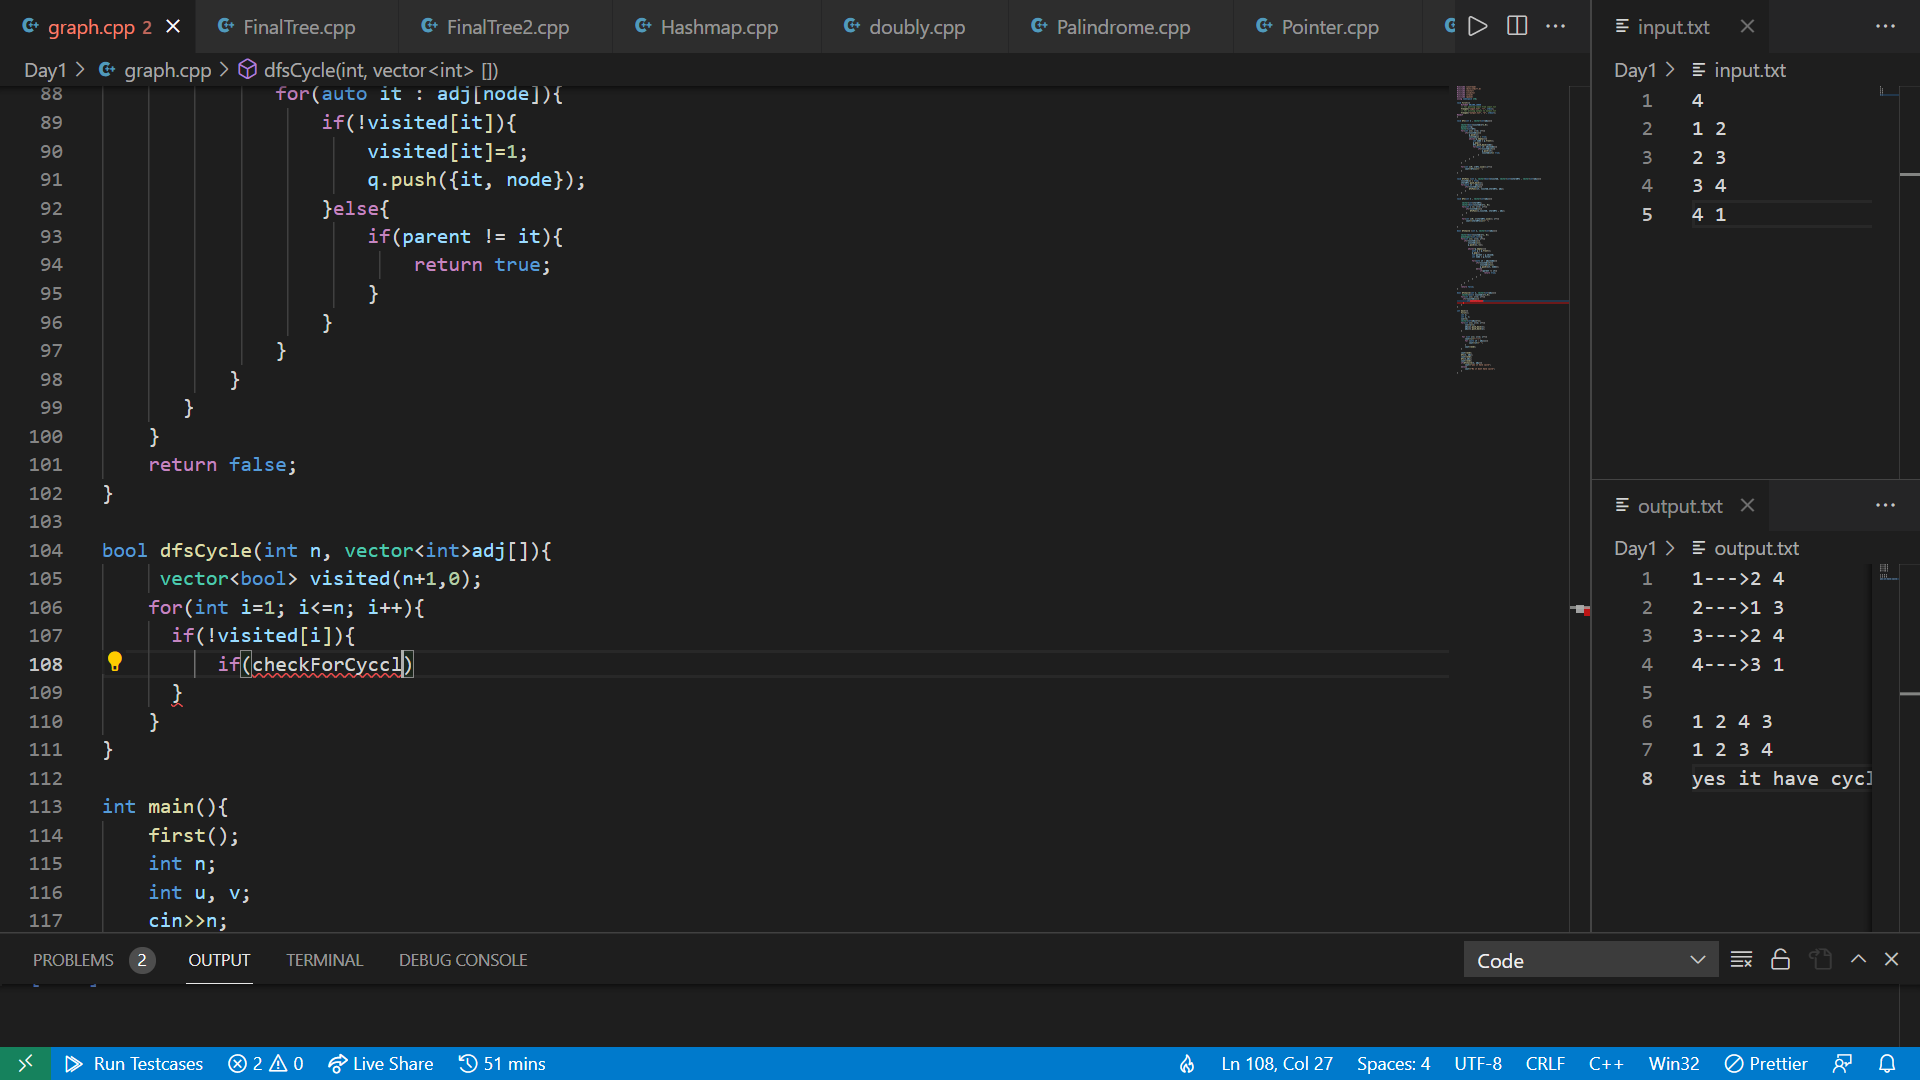 graph.cpp 2
FinalTree.cpp
FinalTree2.cpp
Hashmap.cpp
doubly.cpp
Palindrome.cpp
Pointer.cpp
Day1 > graph.cpp > dfsCycle(int, vector<int> [])
88 for(auto it : adj[node]){
89 if(!visited[it]){
90 visited[it]=1;
91 q.push({it, node});
92 }else{
93 if(parent != it){
94 return true;
95 }
96 }
97 }
98 }
99 }
100 }
101 return false;
102 }
103
104 bool dfsCycle(int n, vector<int>adj[]){
105 vector<bool> visited(n+1,0);
106 for(int i=1; i<=n; i++){
107 if(!visited[i]){
108 if(checkForCyccl)
109 }
110 }
111 }
112
113 int main(){
114 first();
115 int n;
116 int u, v;
117 cin>>n;
input.txt
Day1 > input.txt
1 4
2 1 2
3 2 3
4 3 4
5 4 1
output.txt
Day1 > output.txt
1 1--->2 4
2 2--->1 3
3 3--->2 4
4 4--->3 1
5
6 1 2 4 3
7 1 2 3 4
8 yes it have cycl
PROBLEMS 2 OUTPUT TERMINAL DEBUG CONSOLE
Code
Run Testcases 2 0 Live Share 51 mins
Ln 108, Col 27 Spaces: 4 UTF-8 CRLF C++ Win32 Prettier